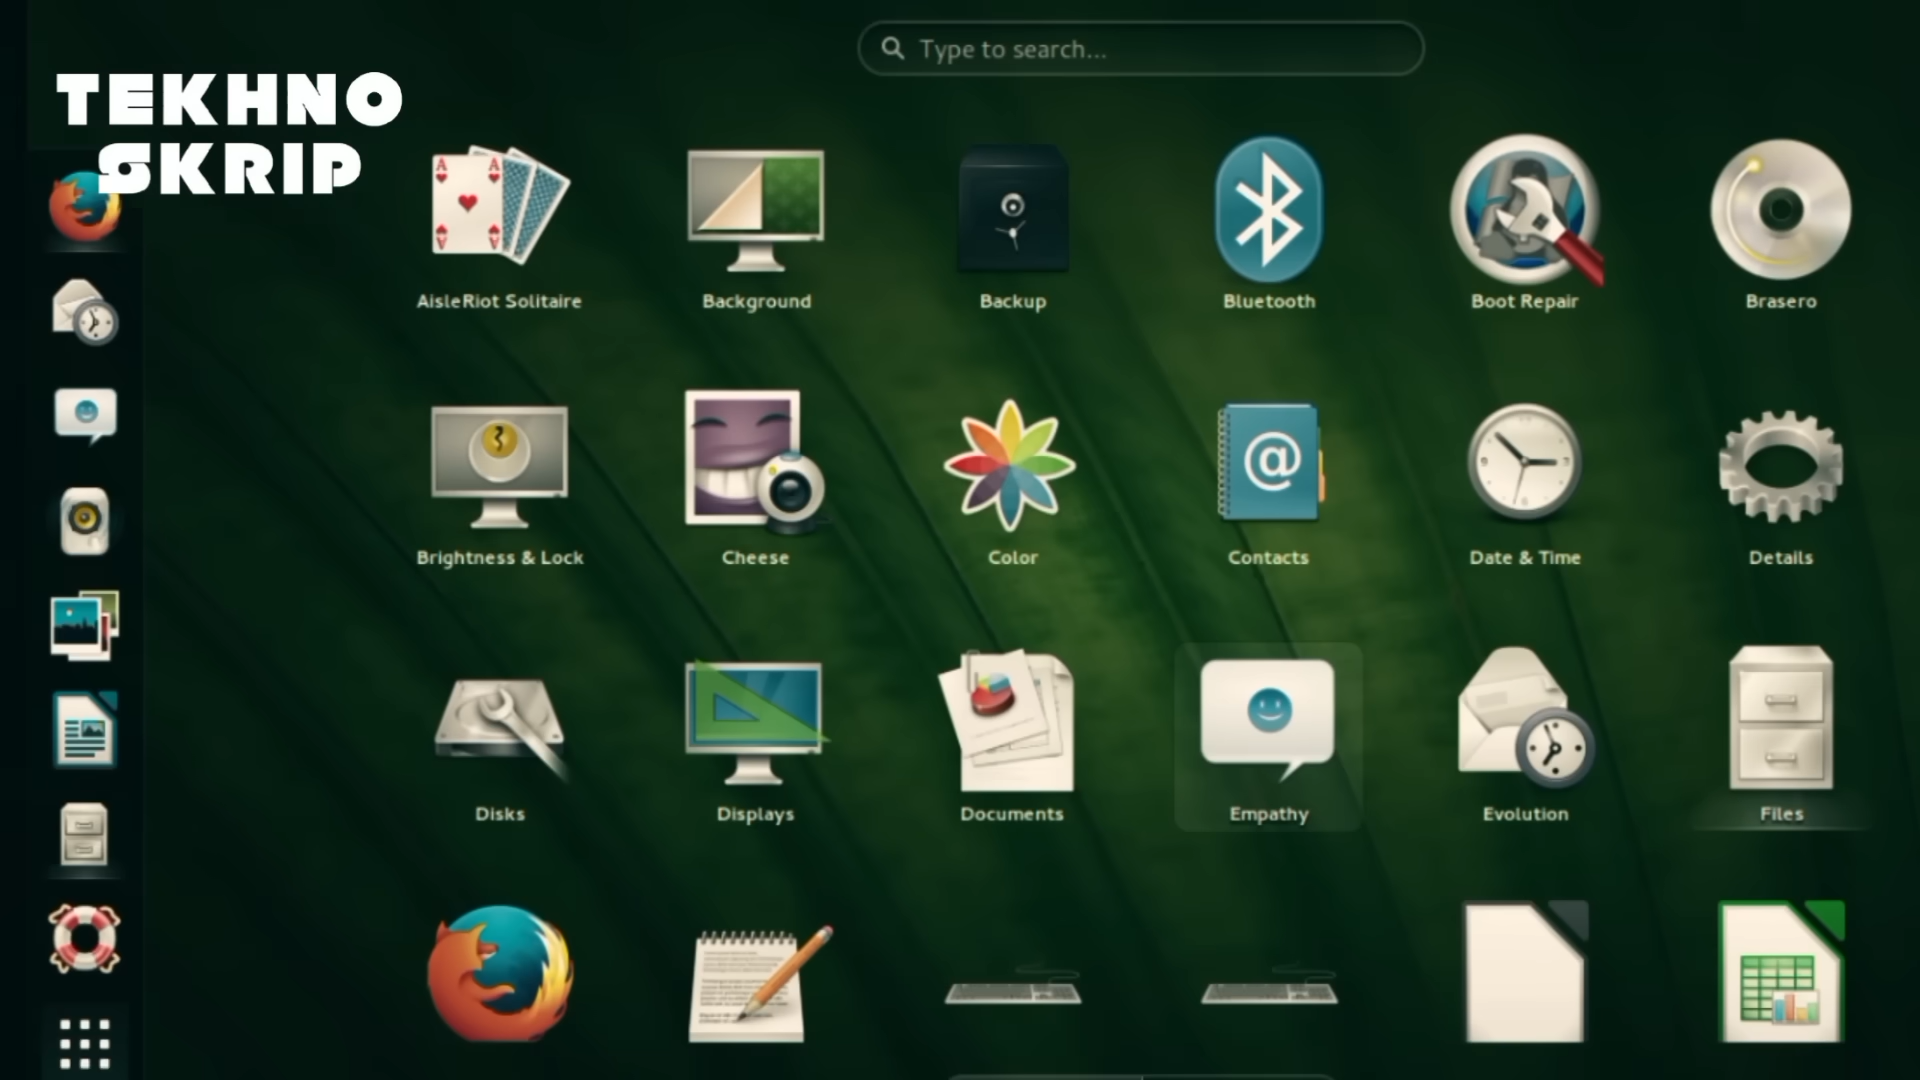 Type to search...
TEKHNO
SKRIP
AisleRiot Solitaire
Background
Backup
Bluetooth
Boot Repair
Brasero
Brightness & Lock
Cheese
Color
Contacts
Date & Time
Details
Disks
Displays
Documents
Empathy
Evolution
Files